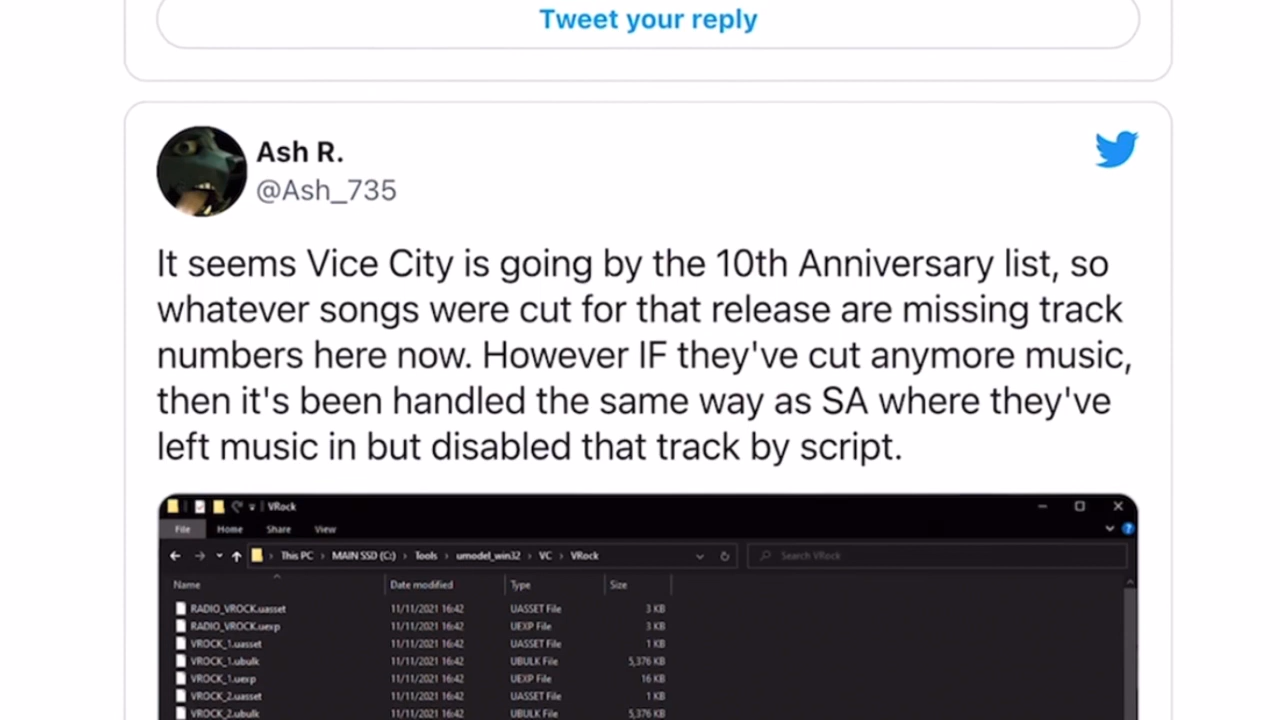 Tweet your reply
Ash R.
@Ash_735
It seems Vice City is going by the 10th Anniversary list, so
whatever songs were cut for that release are missing track
numbers here now. However IF they've cut anymore music,
then it's been handled the same way as SA where they've
left music in but disabled that track by script.
VRock
File Home Share View
This PC › MAIN SSD (C:) › Tools › umodel_win32 › VC › VRock Search VRock
Name Date modified Type Size
RADIO_VROCK.uasset 11/11/2021 16:42 UASSET File 3 KB
RADIO_VROCK.uexp 11/11/2021 16:42 UEXP File 3 KB
VROCK_1.uasset 11/11/2021 16:42 UASSET File 1 KB
VROCK_1.ubulk 11/11/2021 16:42 UBULK File 5,376 KB
VROCK_1.uexp 11/11/2021 16:42 UEXP File 16 KB
VROCK_2.uasset 11/11/2021 16:42 UASSET File 1 KB
VROCK_2.ubulk 11/11/2021 16:42 UBULK File 5,376 KB